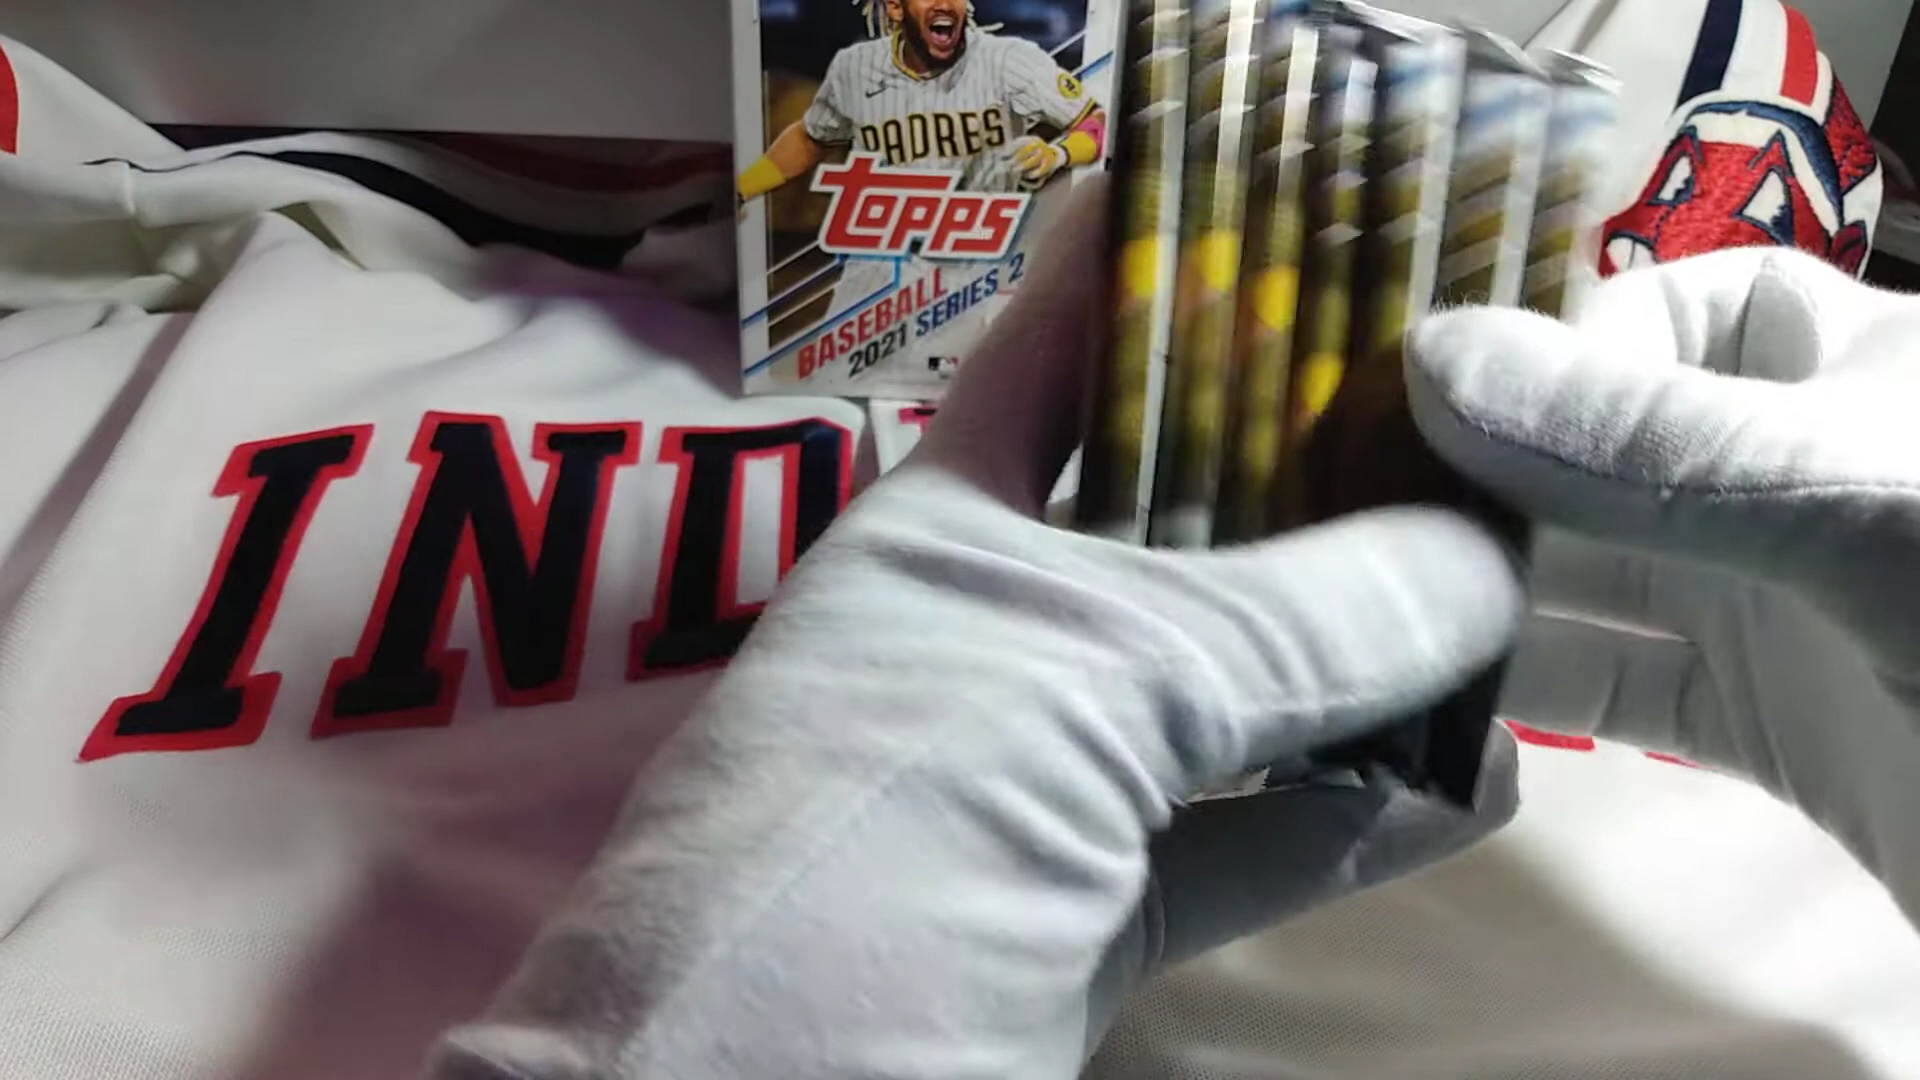 PADRES
TOPPS
BASEBALL
2021 SERIES 2
IND